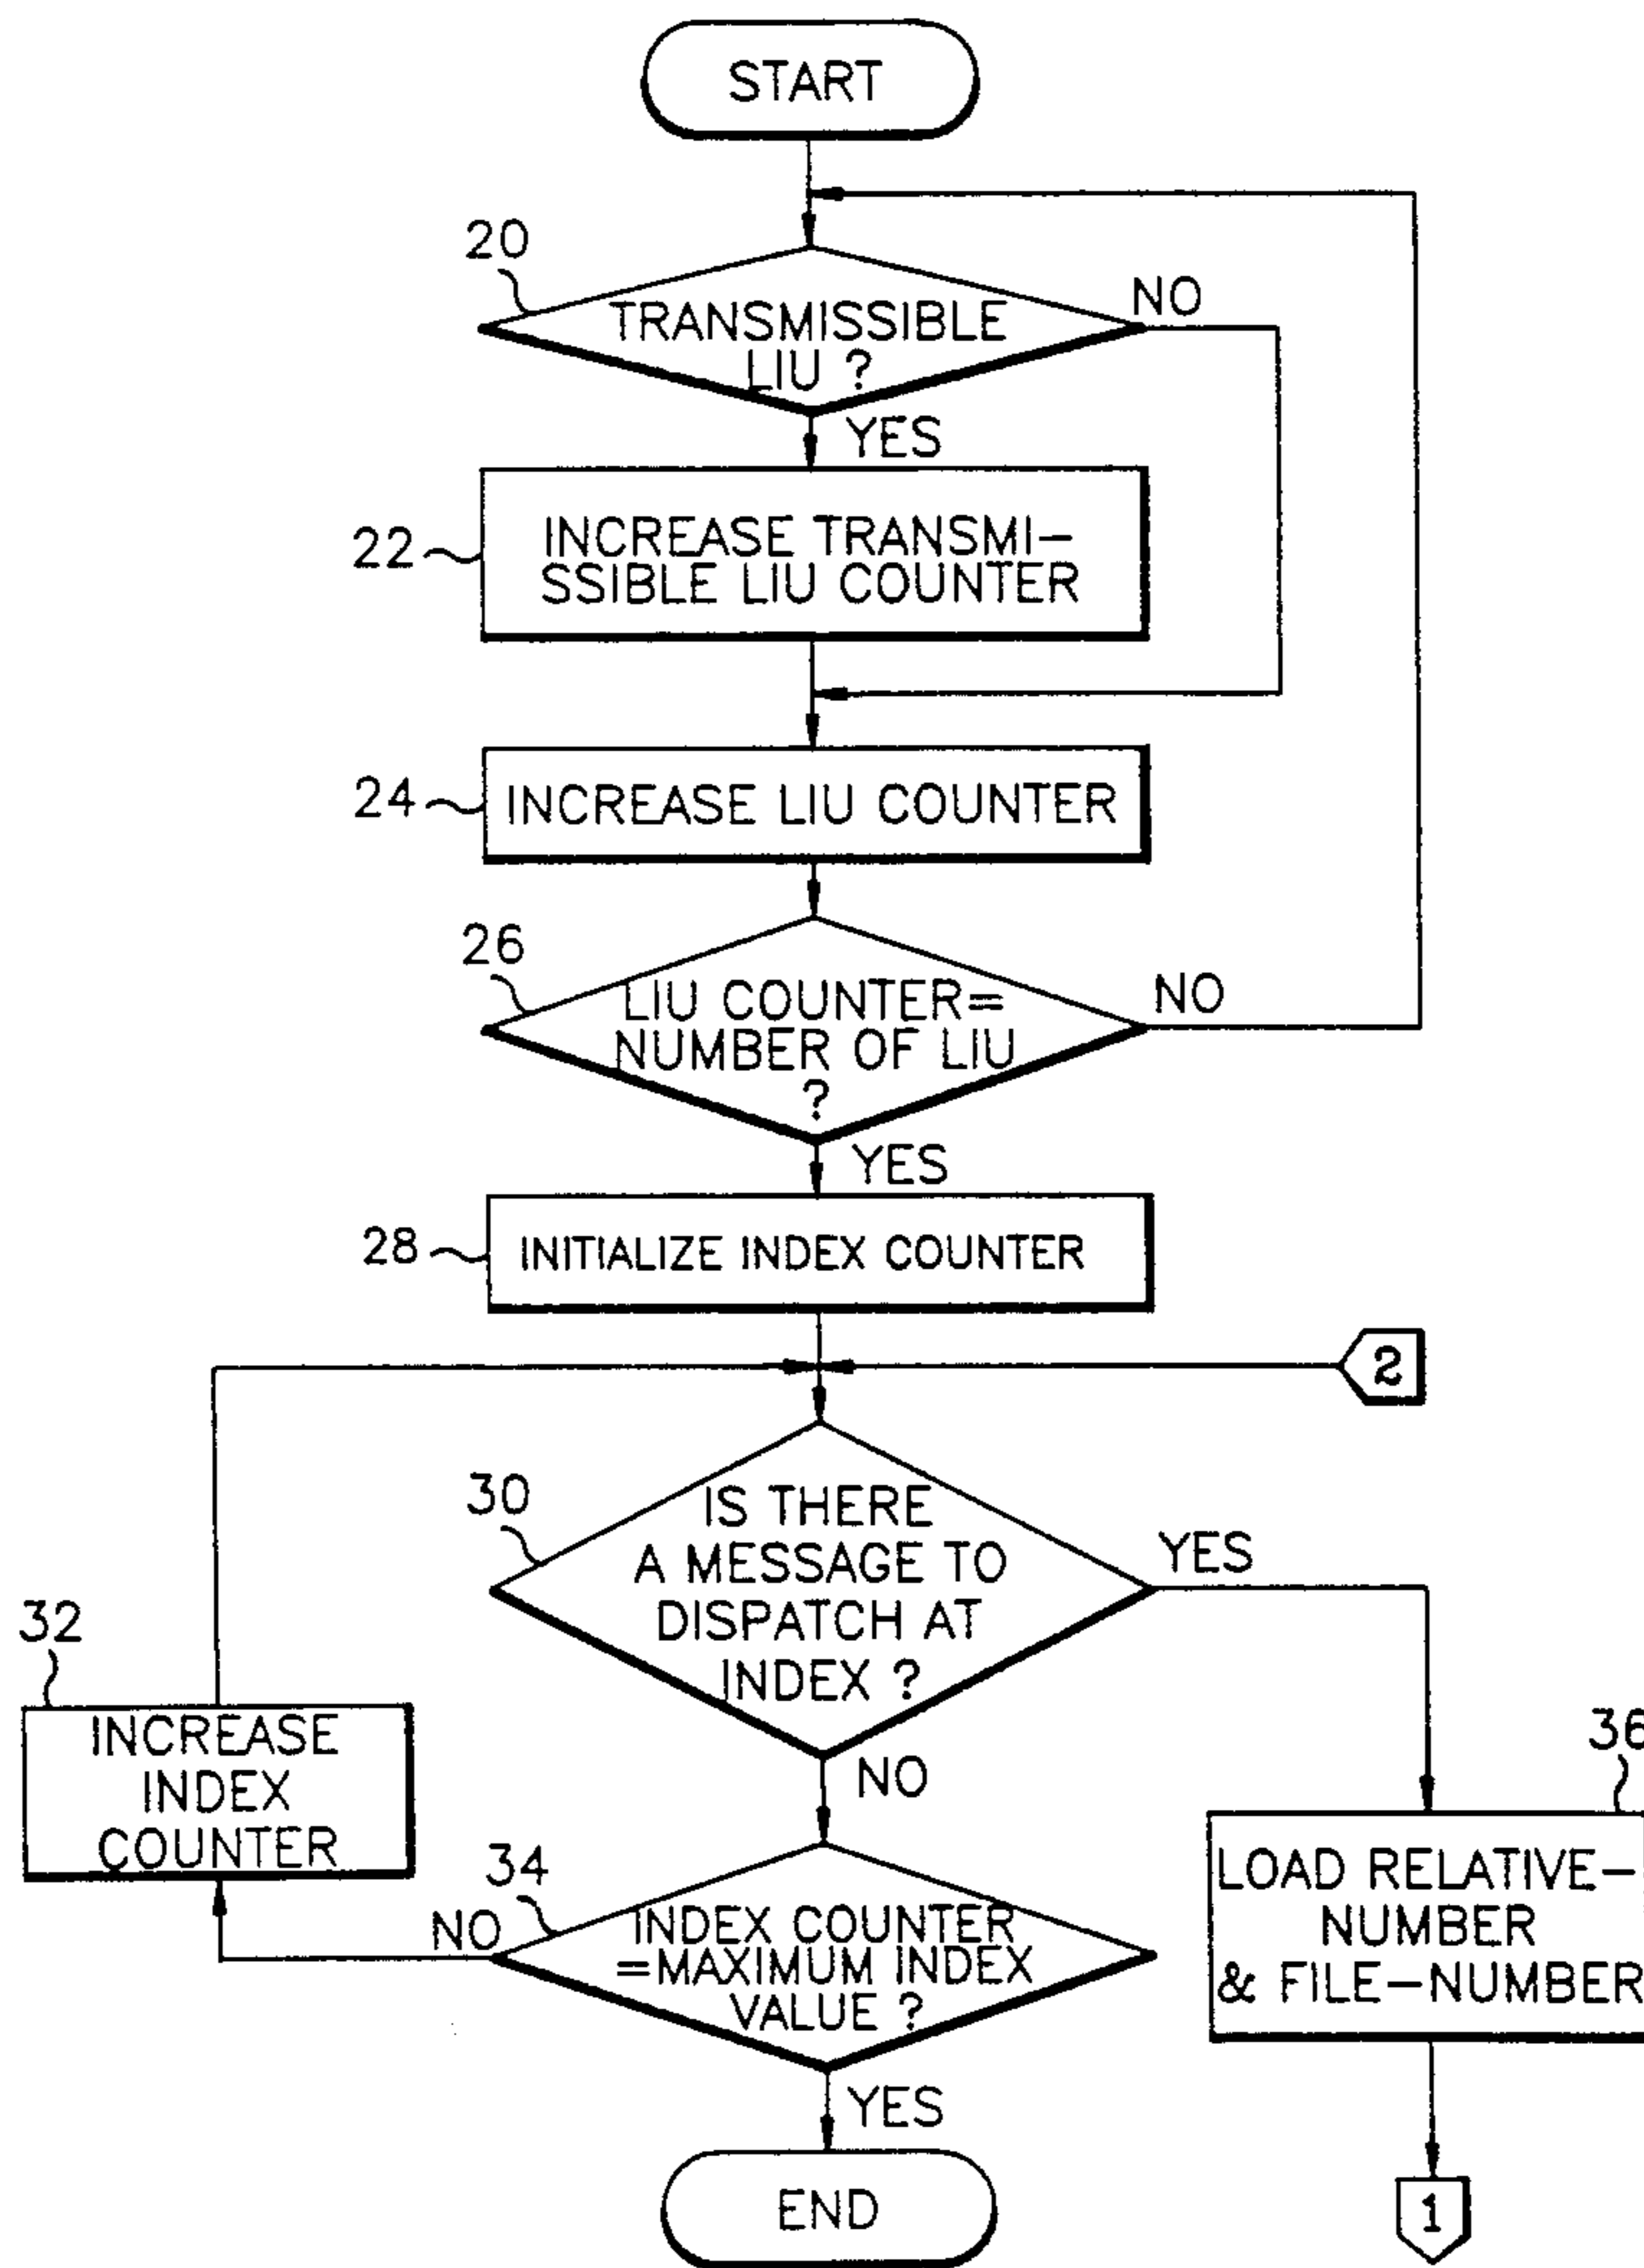 START
20
TRANSMISSIBLE
LIU ?
NO
YES
22
INCREASE TRANSMI-
SSIBLE LIU COUNTER
24
INCREASE LIU COUNTER
26
LIU COUNTER=
NUMBER OF LIU
?
NO
YES
28
INITIALIZE INDEX COUNTER
2
30
IS THERE
A MESSAGE TO
DISPATCH AT
INDEX ?
YES
NO
32
INCREASE
INDEX
COUNTER
34
INDEX COUNTER
=MAXIMUM INDEX
VALUE ?
NO
YES
36
LOAD RELATIVE-
NUMBER
& FILE-NUMBER
END
1